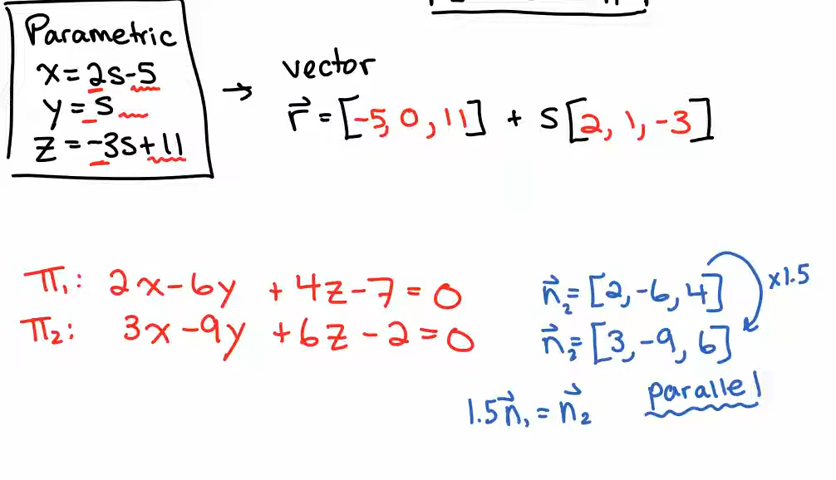 Parametric
x = 2s-5
y = s
z = -3s+11
→ vector
r⃗ = [-5, 0, 11] + s[2, 1, -3]
π₁: 2x - 6y + 4z - 7 = 0
π₂: 3x - 9y + 6z - 2 = 0
n⃗₂ = [2, -6, 4]
x1.5
n⃗₂ = [3, -9, 6]
1.5n⃗₁ = n⃗₂
parallel